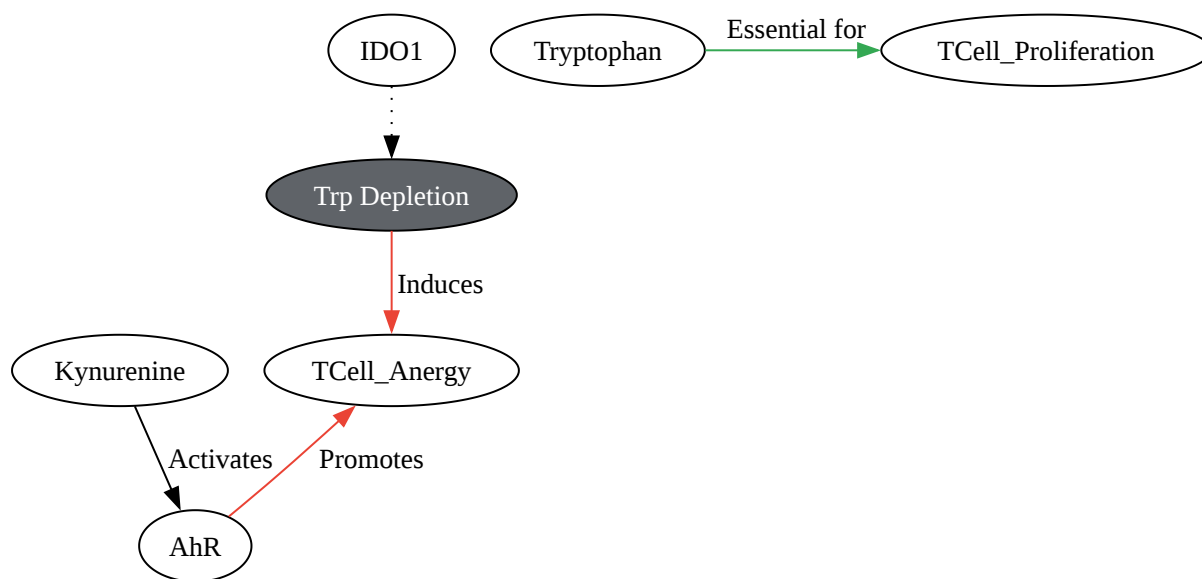 IDO1
Tryptophan
Essential for
TCell_Proliferation
Trp Depletion
Induces
Kynurenine
TCell_Anergy
Activates
Promotes
AhR